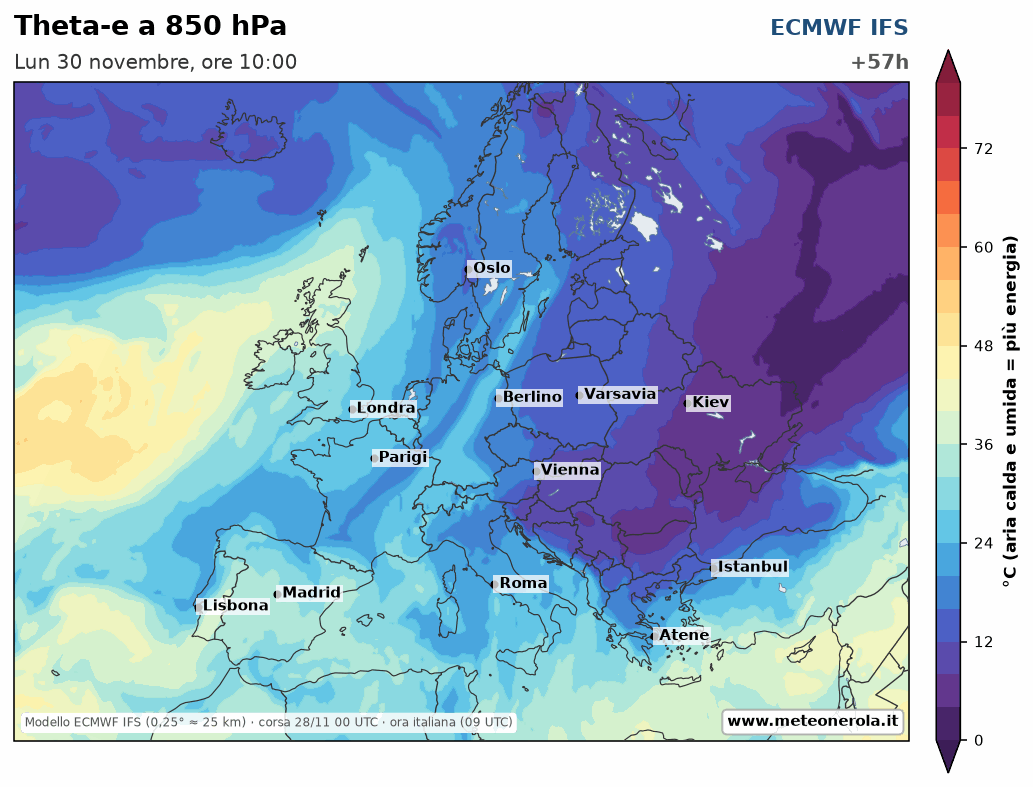 Theta-e a 850 hPa
ECMWF IFS
Lun 30 novembre, ore 10:00
+57h
Oslo
Berlino
Varsavia
Kiev
Londra
Parigi
Vienna
Istanbul
Roma
Madrid
Lisbona
Atene
Modello ECMWF IFS (0,25° ≈ 25 km) · corsa 28/11 00 UTC · ora italiana (09 UTC)
www.meteonerola.it
72
60
48
36
24
12
0
°C (aria calda e umida = più energia)